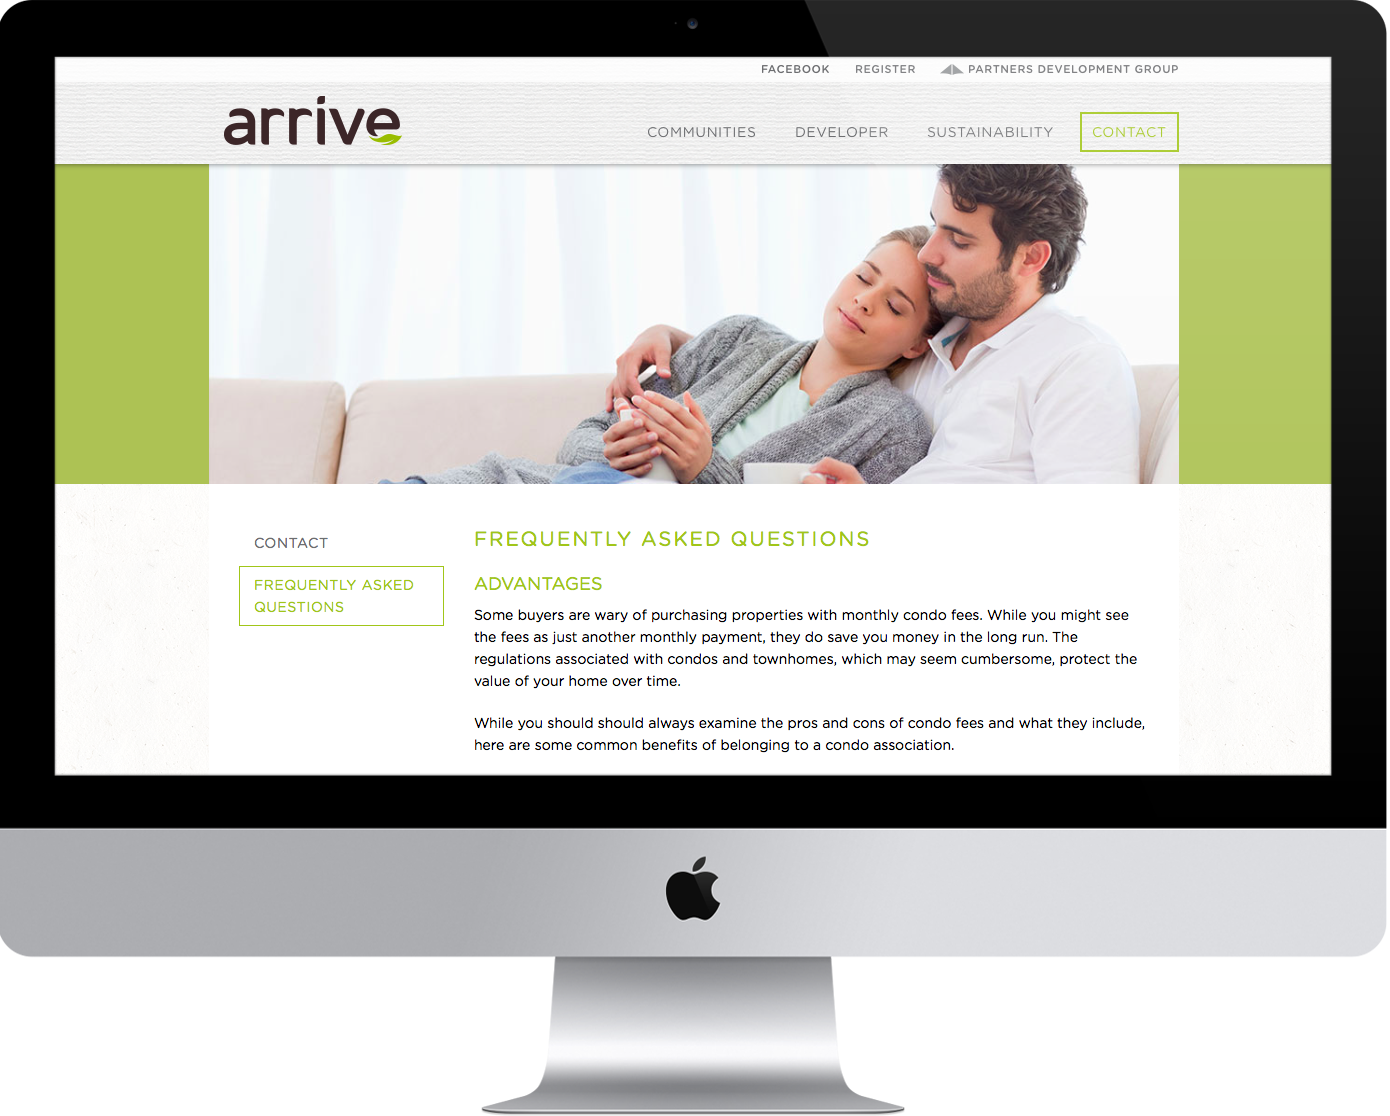 FACEBOOK REGISTER PARTNERS DEVELOPMENT GROUP
arrive
COMMUNITIES DEVELOPER SUSTAINABILITY CONTACT
CONTACT
FREQUENTLY ASKED
QUESTIONS
FREQUENTLY ASKED QUESTIONS
ADVANTAGES
Some buyers are wary of purchasing properties with monthly condo fees. While you might see
the fees as just another monthly payment, they do save you money in the long run. The
regulations associated with condos and townhomes, which may seem cumbersome, protect the
value of your home over time.
While you should should always examine the pros and cons of condo fees and what they include,
here are some common benefits of belonging to a condo association.